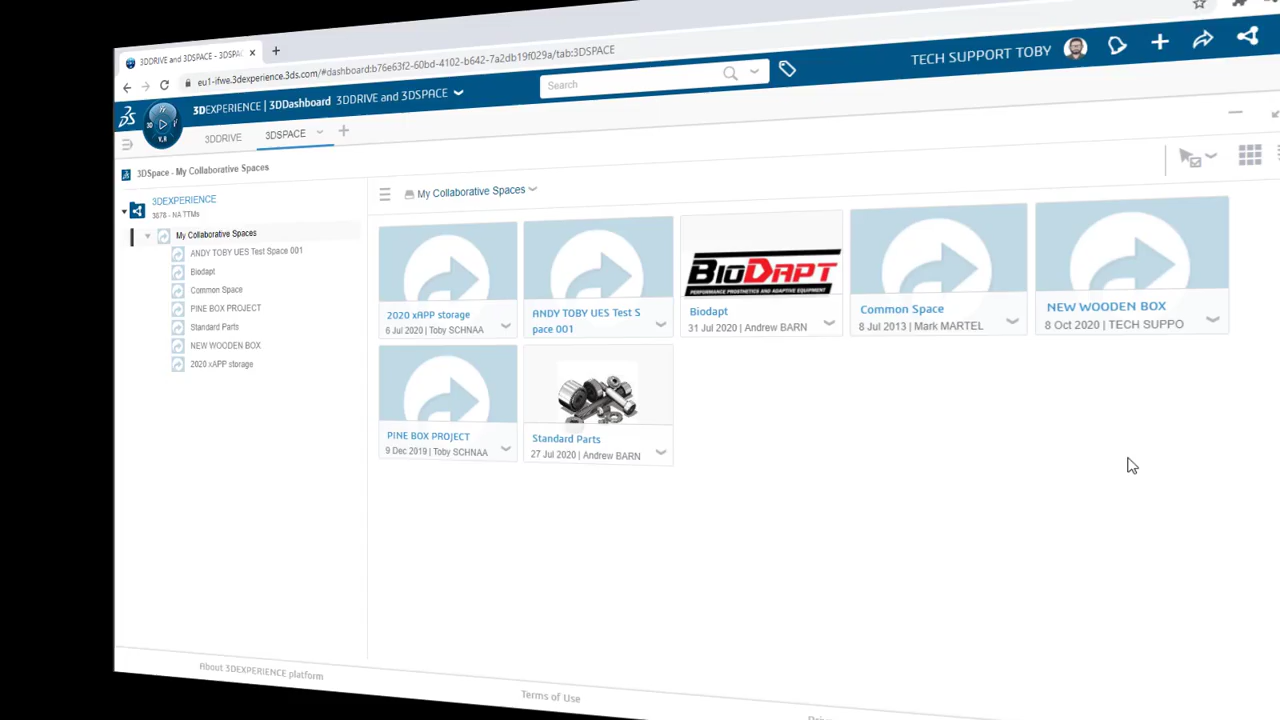 3DDRIVE and 3DSPACE - 3DSPA
eu1-ifwe.3dexperience.3ds.com/#dashboard:b76e63f2-60bd-4102-b642-7a2db19f029a/tab:3DSPACE
3DEXPERIENCE | 3DDashboard 3DDRIVE and 3DSPACE
Search
TECH SUPPORT TOBY
3D
V,R
3DDRIVE
3DSPACE
3DSpace - My Collaborative Spaces
3DEXPERIENCE
3878 - NA TTMs
My Collaborative Spaces
ANDY TOBY UES Test Space 001
Biodapt
Common Space
PINE BOX PROJECT
Standard Parts
NEW WOODEN BOX
2020 xAPP storage
My Collaborative Spaces
2020 xAPP storage
6 Jul 2020 | Toby SCHNAA
ANDY TOBY UES Test S
pace 001
BIODAPT
PERFORMANCE PROSTHETICS AND ADAPTIVE EQUIPMENT
Biodapt
31 Jul 2020 | Andrew BARN
Common Space
8 Jul 2013 | Mark MARTEL
NEW WOODEN BOX
8 Oct 2020 | TECH SUPPO
PINE BOX PROJECT
9 Dec 2019 | Toby SCHNAA
Standard Parts
27 Jul 2020 | Andrew BARN
About 3DEXPERIENCE platform
Terms of Use